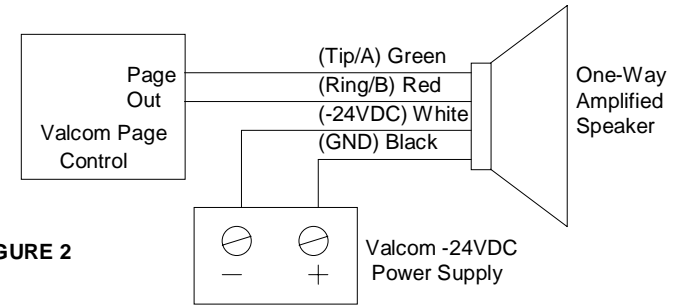 (Tip/A) Green
(Ring/B) Red
(-24VDC) White
(GND) Black
Page
Out
Valcom Page
Control
One-Way
Amplified
Speaker
GURE 2
− +
Valcom -24VDC
Power Supply